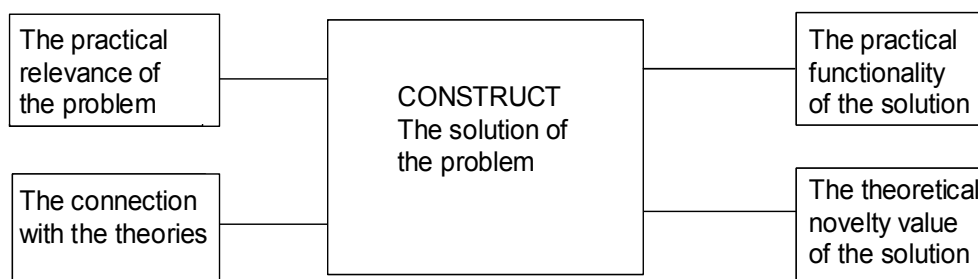 The practical
relevance of
the problem
The connection
with the theories
CONSTRUCT
The solution of
the problem
The practical
functionality
of the solution
The theoretical
novelty value
of the solution